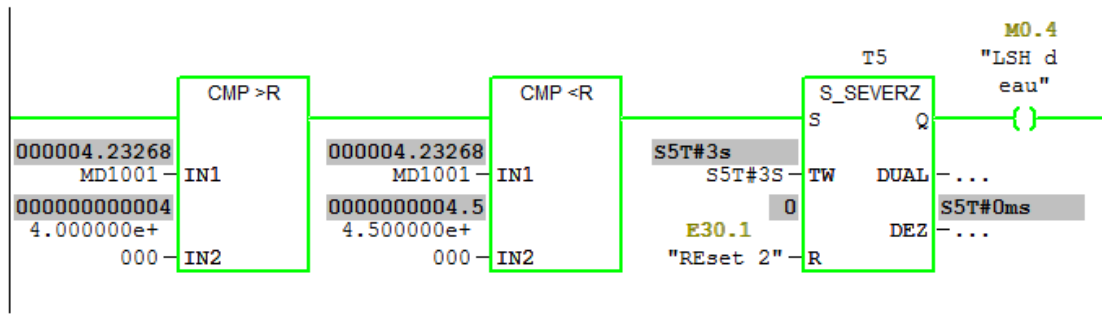 M0.4
T5 "LSH d
eau"
CMP >R CMP <R S_SEVERZ
S Q
000004.23268 000004.23268 S5T#3s
MD1001 IN1 MD1001 IN1 S5T#3S TW DUAL ...
000000000004 0000000004.5 0 S5T#0ms
4.000000e+ 4.500000e+ E30.1 DEZ ...
000 IN2 000 IN2 "REset 2" R